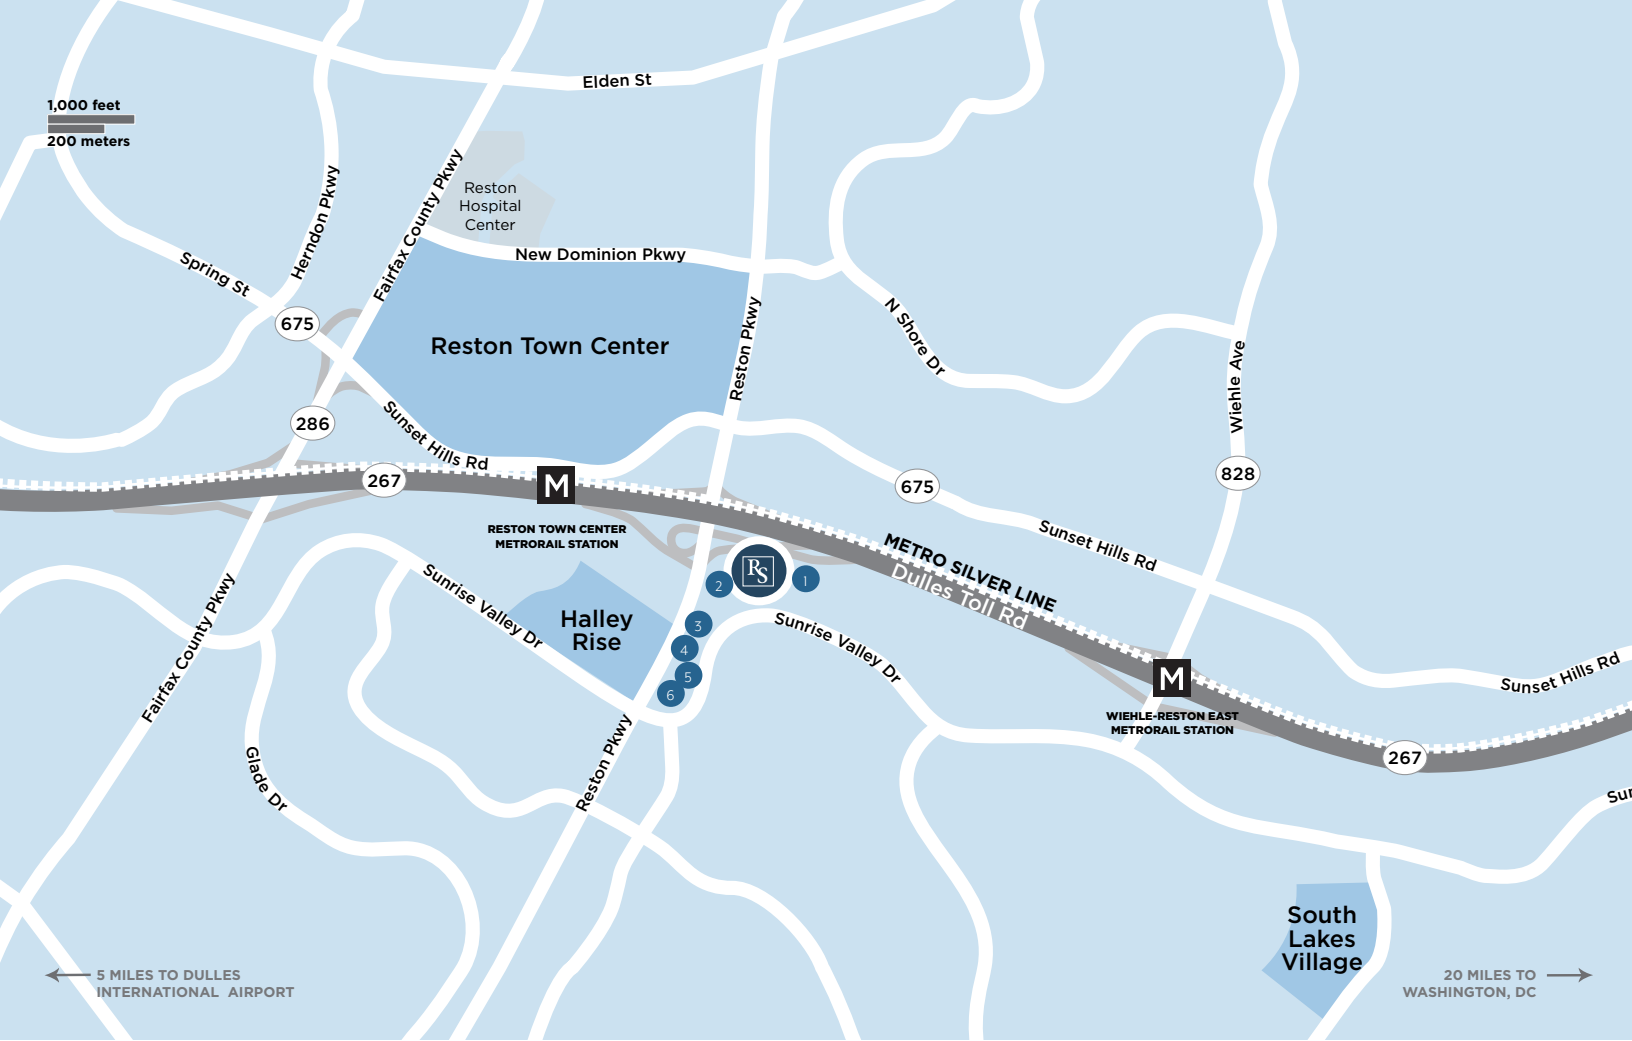 Elden St
1,000 feet
200 meters
Herndon Pkwy
Fairfax County Pkwy
Reston
Hospital
Center
New Dominion Pkwy
Spring St
675
Reston Town Center
Reston Pkwy
N Shore Dr
Wiehle Ave
286
Sunset Hills Rd
267
M
675
828
RESTON TOWN CENTER
METRORAIL STATION
METRO SILVER LINE
Dulles Toll Rd
Sunset Hills Rd
RS
1
2
3
4
5
6
Halley
Rise
Sunrise Valley Dr
Sunrise Valley Dr
Fairfax County Pkwy
M
WIEHLE-RESTON EAST
METRORAIL STATION
Sunset Hills Rd
267
Glade Dr
Reston Pkwy
Sun
South
Lakes
Village
5 MILES TO DULLES
INTERNATIONAL AIRPORT
20 MILES TO
WASHINGTON, DC